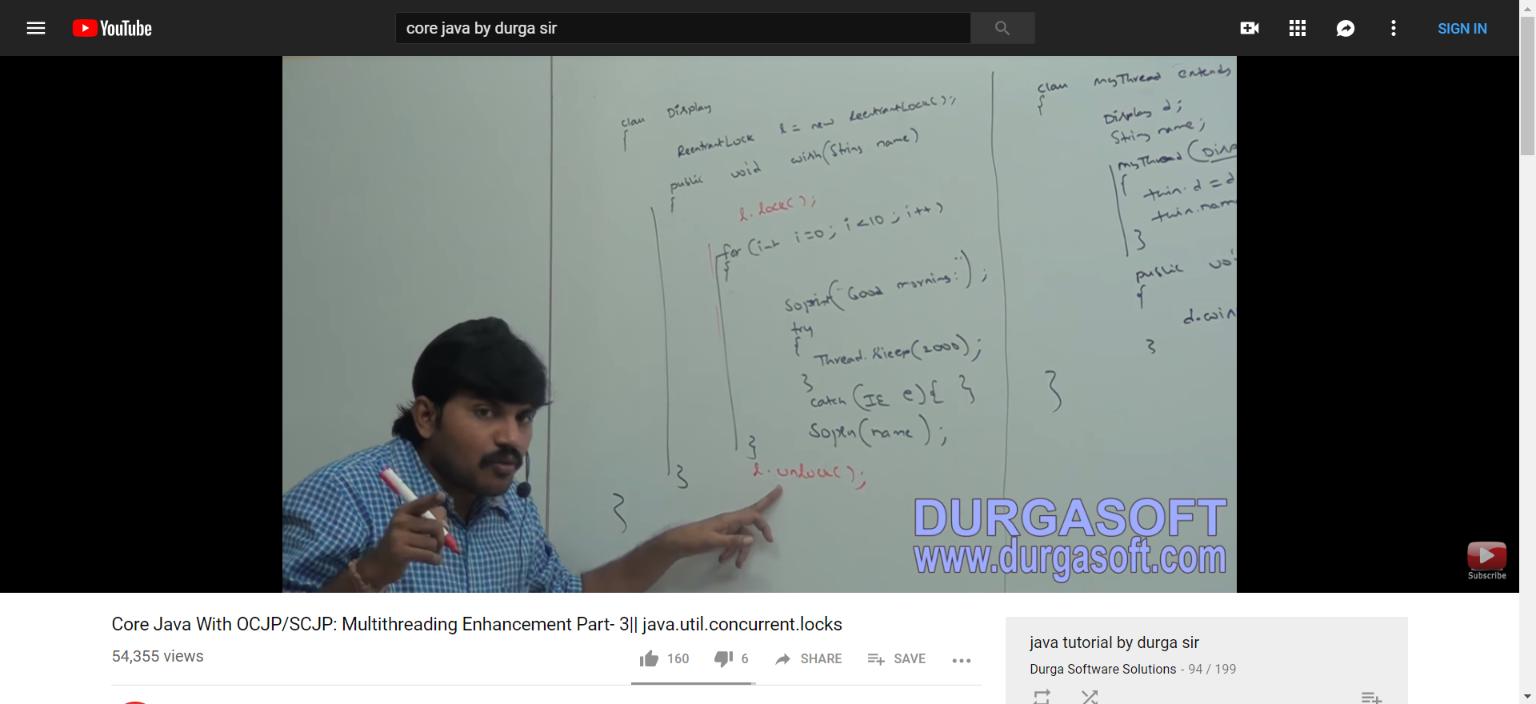 YouTube
core java by durga sir
SIGN IN
class Display
{
ReentrantLock l = new ReentrantLock();
public void wish(String name)
{
l.lock();
for (int i=0; i<10; i++)
{
Soprint("Good morning:");
try
{
Thread.sleep(2000);
}
catch (IE e) { }
Sopln(name);
}
l.unlock();
}
}
class myThread extends
{
Display d;
String name;
myThread (Disp
{
this.d = d
this.nam
}
public voi
{
d.wis
}
}
DURGASOFT
www.durgasoft.com
Subscribe
Core Java With OCJP/SCJP: Multithreading Enhancement Part- 3|| java.util.concurrent.locks
54,355 views
160
6
SHARE
SAVE
java tutorial by durga sir
Durga Software Solutions - 94 / 199